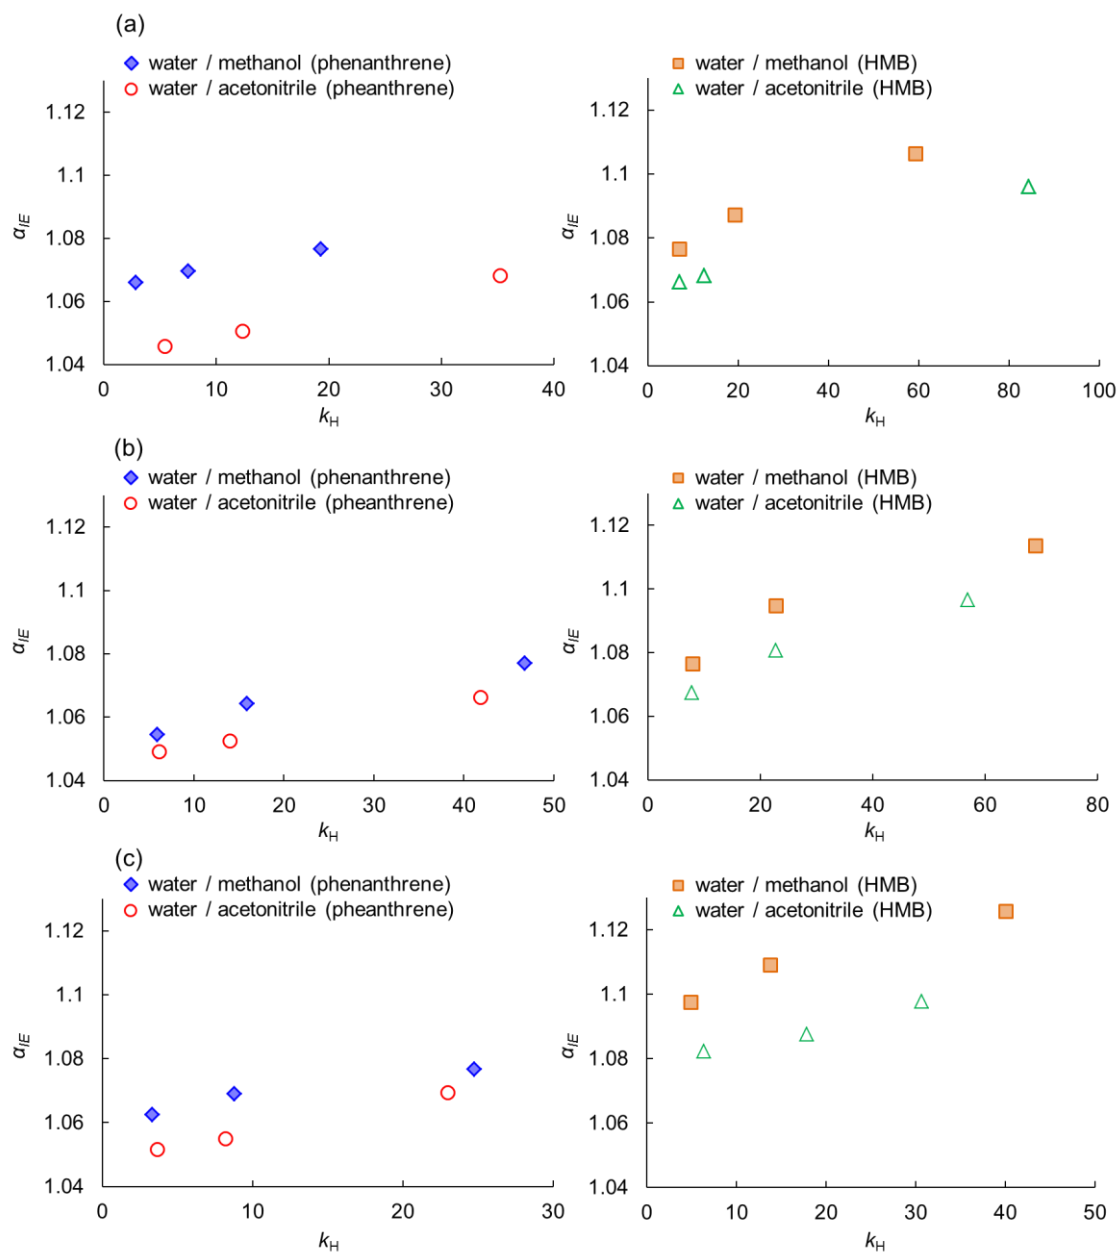 (a)
water / methanol (phenanthrene)
water / acetonitrile (pheanthrene)
1.12
1.1
1.08
1.06
1.04
αIE
0 10 20 30 40
kH
water / methanol (HMB)
water / acetonitrile (HMB)
1.12
1.1
1.08
1.06
1.04
αIE
0 20 40 60 80 100
kH
(b)
water / methanol (phenanthrene)
water / acetonitrile (pheanthrene)
1.12
1.1
1.08
1.06
1.04
αIE
0 10 20 30 40 50
kH
water / methanol (HMB)
water / acetonitrile (HMB)
1.12
1.1
1.08
1.06
1.04
αIE
0 20 40 60 80
kH
(c)
water / methanol (phenanthrene)
water / acetonitrile (pheanthrene)
1.12
1.1
1.08
1.06
1.04
αIE
0 10 20 30
kH
water / methanol (HMB)
water / acetonitrile (HMB)
1.12
1.1
1.08
1.06
1.04
αIE
0 10 20 30 40 50
kH